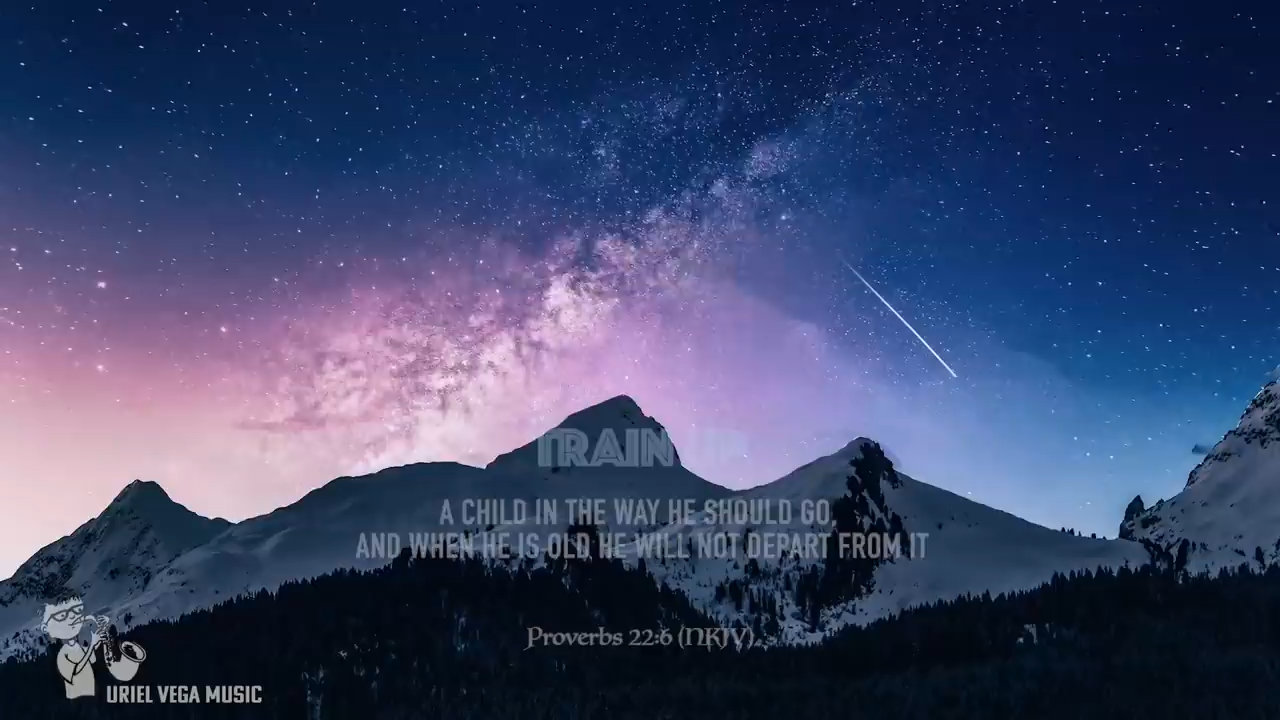 TRAIN UP
A CHILD IN THE WAY HE SHOULD GO,
AND WHEN HE IS OLD HE WILL NOT DEPART FROM IT
Proverbs 22:6 (NKJV)
URIEL VEGA MUSIC